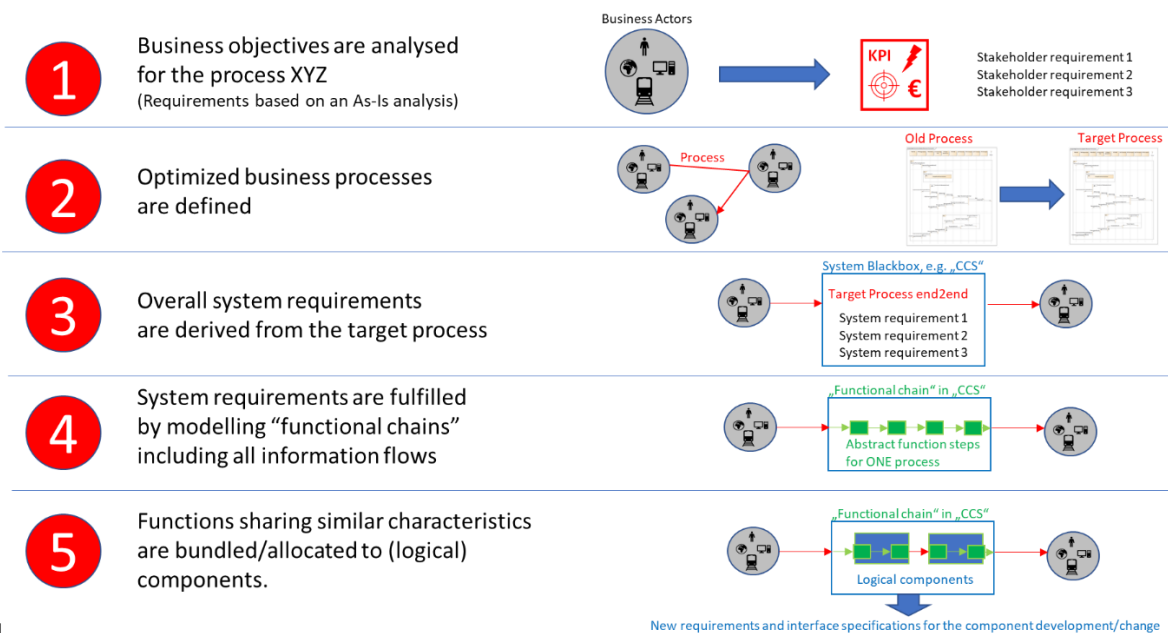 Business Actors
1
Business objectives are analysed
for the process XYZ
(Requirements based on an As-Is analysis)
KPI
€
Stakeholder requirement 1
Stakeholder requirement 2
Stakeholder requirement 3
2
Optimized business processes
are defined
Process
Old Process
Target Process
3
Overall system requirements
are derived from the target process
System Blackbox, e.g. „CCS“
Target Process end2end
System requirement 1
System requirement 2
System requirement 3
4
System requirements are fulfilled
by modelling “functional chains”
including all information flows
„Functional chain“ in „CCS“
Abstract function steps
for ONE process
5
Functions sharing similar characteristics
are bundled/allocated to (logical)
components.
„Functional chain“ in „CCS“
Logical components
New requirements and interface specifications for the component development/change